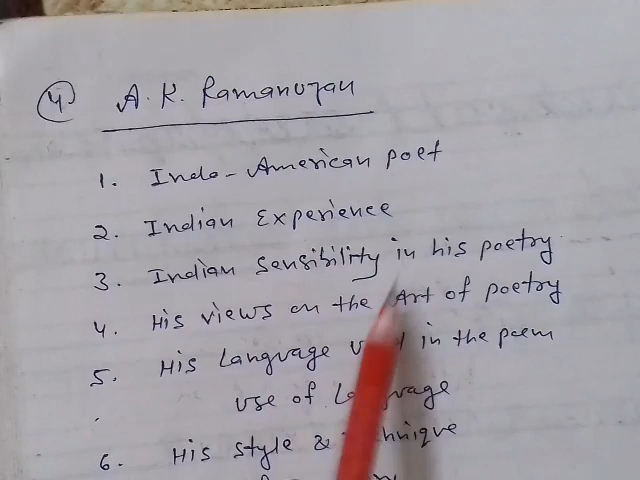 4) A. K. Ramanujan
1. Indo-American poet
2. Indian Experience
3. Indian Sensibility in his poetry.
4. His views on the Art of poetry
5. His Language in the poem
use of
6. His style &